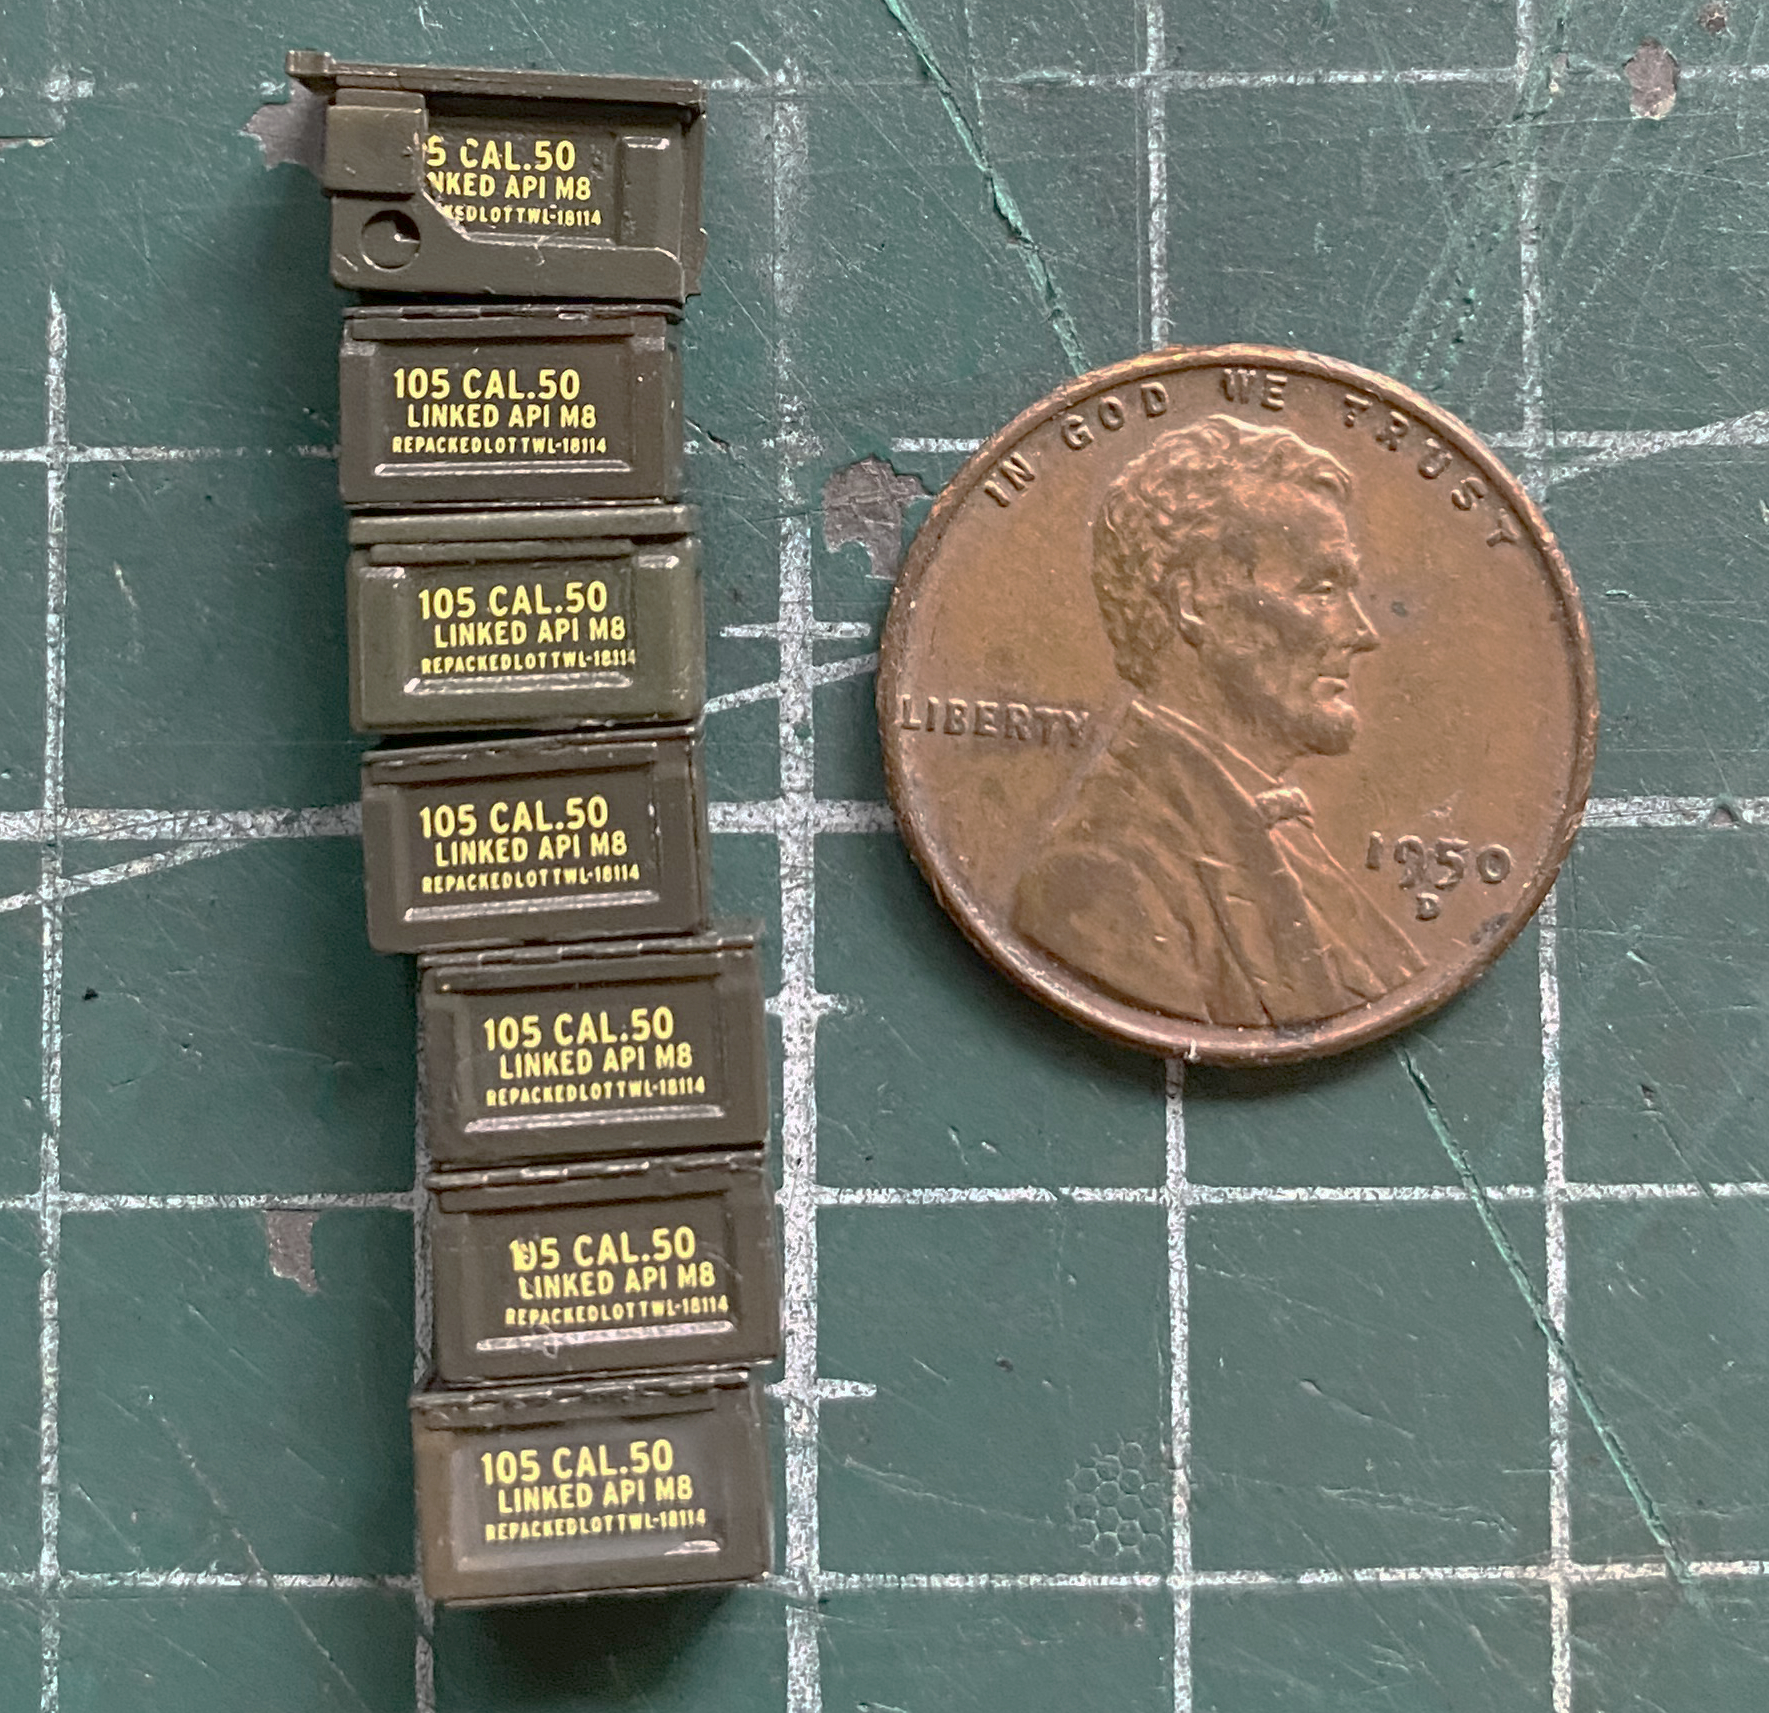 5 CAL.50
NKED API M8
KEDLOTTWL-18114
105 CAL.50
LINKED API M8
REPACKEDLOTTWL-18114
105 CAL.50
LINKED API M8
REPACKEDLOTTWL-18114
105 CAL.50
LINKED API M8
REPACKEDLOTTWL-18114
105 CAL.50
LINKED API M8
REPACKEDLOTTWL-18114
105 CAL.50
LINKED API M8
REPACKEDLOTTWL-18114
105 CAL.50
LINKED API M8
REPACKEDLOTTWL-18114
IN GOD WE TRUST
LIBERTY
1950
D